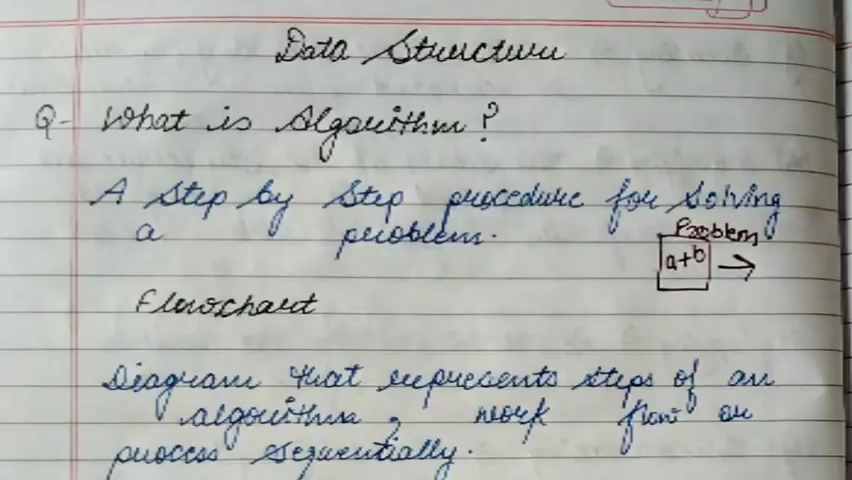 Data Structure
Q- What is Algorithm?
A Step by Step procedure for solving
a problem.
Problem
a+b →
Flowchart
Diagram that represents steps of an
algorithm, work flow or
process sequentially.